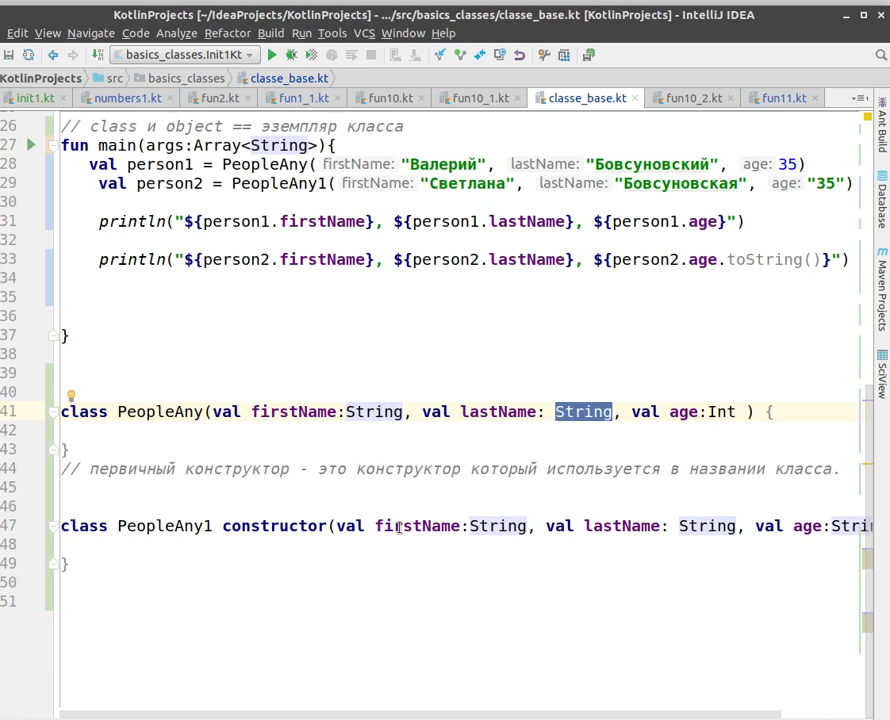 KotlinProjects [~/IdeaProjects/KotlinProjects] - .../src/basics_classes/classe_base.kt [KotlinProjects] - IntelliJ IDEA
Edit View Navigate Code Analyze Refactor Build Run Tools VCS Window Help
basics_classes.Init1Kt
KotlinProjects src basics_classes classe_base.kt
init1.kt numbers1.kt fun2.kt fun1_1.kt fun10.kt fun10_1.kt classe_base.kt fun10_2.kt fun11.kt
26 // class и object == эземпляр класса
27 fun main(args:Array<String>){
28 val person1 = PeopleAny( firstName: "Валерий", lastName: "Бовсуновский", age: 35)
29 val person2 = PeopleAny1( firstName: "Светлана", lastName: "Бовсуновская", age: "35")
30
31 println("${person1.firstName}, ${person1.lastName}, ${person1.age}")
32
33 println("${person2.firstName}, ${person2.lastName}, ${person2.age.toString()}")
34
35
36
37 }
38
39
40
41 class PeopleAny(val firstName:String, val lastName: String, val age:Int ) {
42
43 }
44 // первичный конструктор - это конструктор который используется в названии класса.
45
46
47 class PeopleAny1 constructor(val firstName:String, val lastName: String, val age:Strin
48
49 }
50
51
Ant Build
Database
Maven Projects
SciView